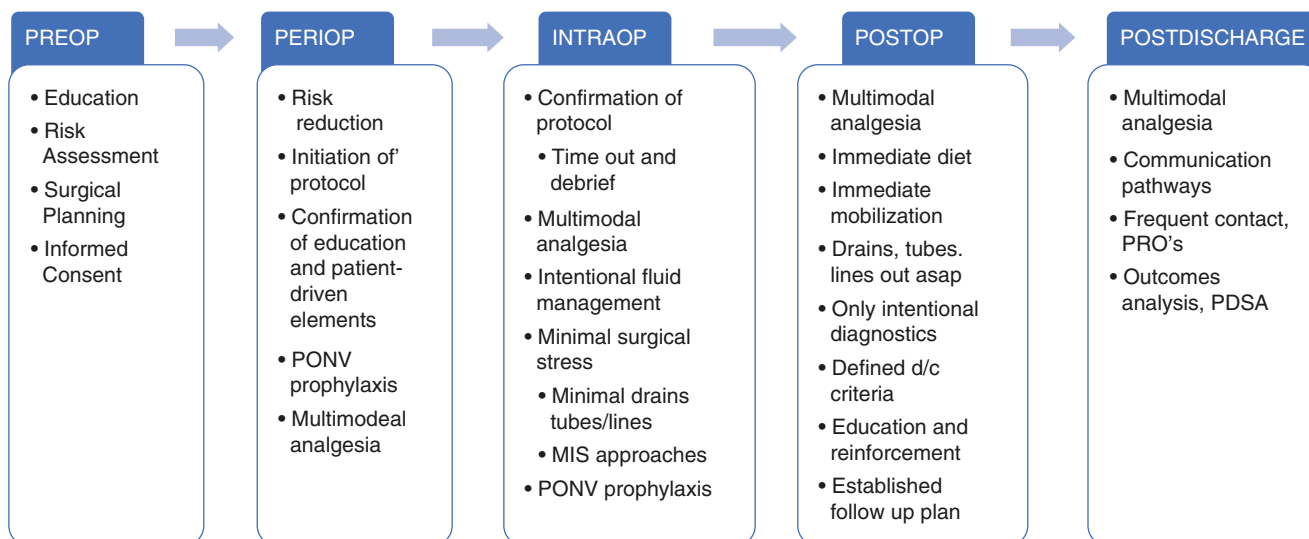 PREOP
• Education
• Risk
Assessment
• Surgical
Planning
• Informed
Consent
PERIOP
• Risk
reduction
• Initiation of’
protocol
• Confirmation
of education
and patient-
driven
elements
• PONV
prophylaxis
• Multimodeal
analgesia
INTRAOP
• Confirmation of
protocol
• Time out and
debrief
• Multimodal
analgesia
• Intentional fluid
management
• Minimal surgical
stress
• Minimal drains
tubes/lines
• MIS approaches
• PONV prophylaxis
POSTOP
• Multimodal
analgesia
• Immediate diet
• Immediate
mobilization
• Drains, tubes.
lines out asap
• Only intentional
diagnostics
• Defined d/c
criteria
• Education and
reinforcement
• Established
follow up plan
POSTDISCHARGE
• Multimodal
analgesia
• Communication
pathways
• Frequent contact,
PRO’s
• Outcomes
analysis, PDSA